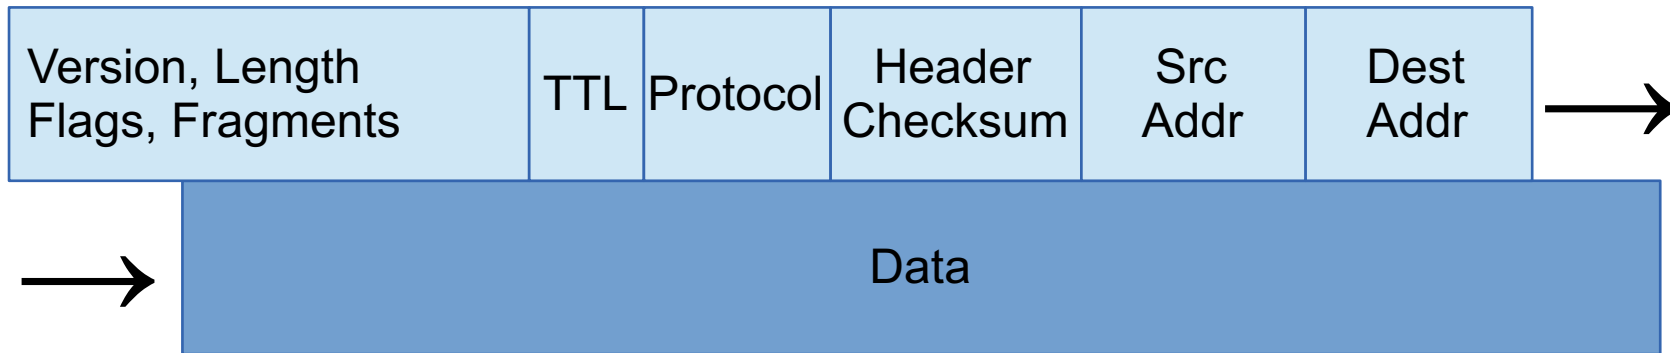 Version, Length
Flags, Fragments
TTL
Protocol
Header
Checksum
Src
Addr
Dest
Addr
Data